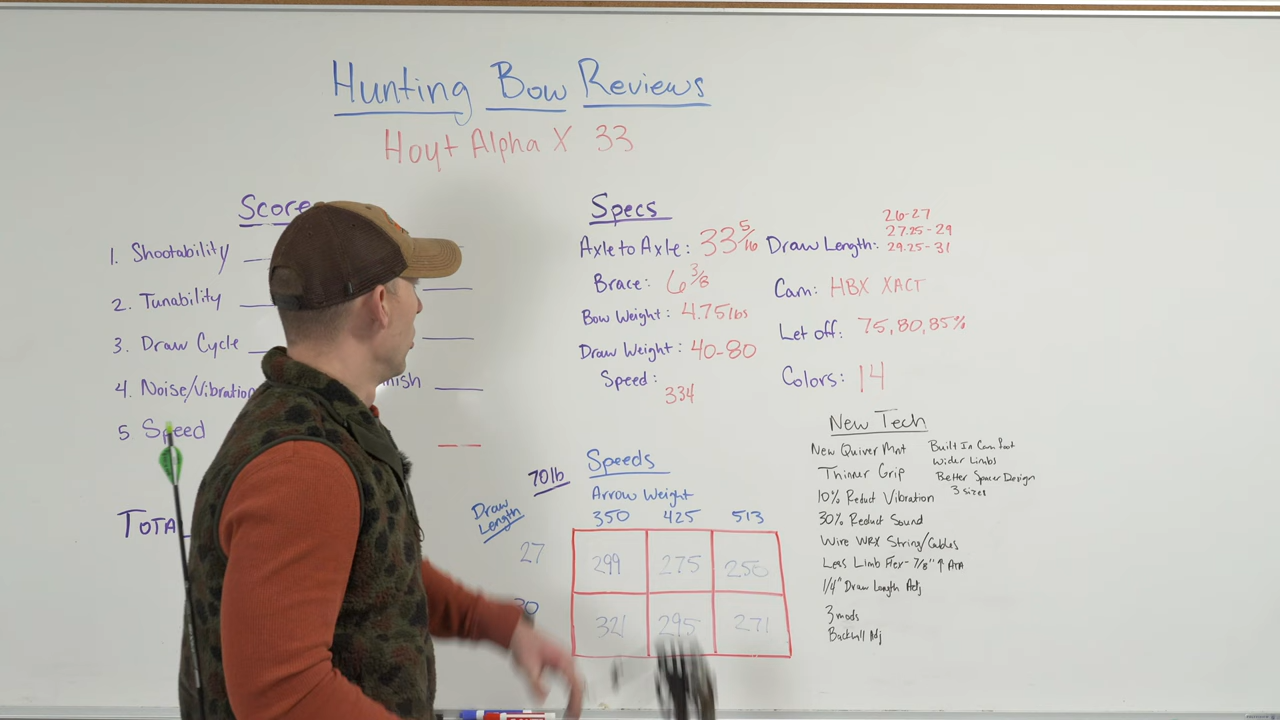 Hunting Bow Reviews
Hoyt Alpha X 33
Score
1. Shootability
2. Tunability
3. Draw Cycle
4. Noise/Vibration
5 Speed
Specs
Axle to Axle: 33 5/16
Brace: 6 3/8
Bow Weight: 4.75lbs
Draw Weight: 40-80
Speed: 334
Draw Length: 26-27
27.25-29
29.25-31
Cam: HBX XACT
Let off: 75,80,85%
Colors: 14
Speeds
70lb
Arrow Weight
Draw Length
350 425 513
27 299 275 250
30 321 295 271
New Tech
New Quiver Mnt
Thinner Grip
10% Reduct Vibration
30% Reduct Sound
Wire WRX String/Cables
Less Limb Flex- 7/8" ↑ ATA
1/4" Draw Length Adj
3 mods
Backwall Adj
Built In Cam Foot
Wider Limbs
Better Spacer Design
3 sizes